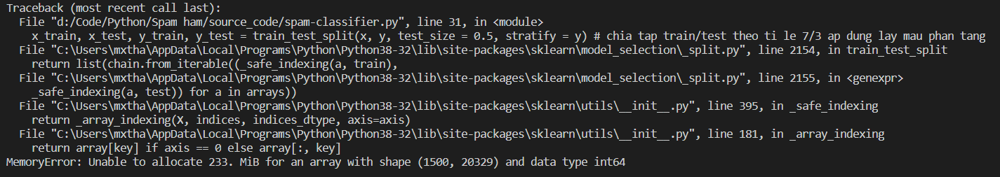 Traceback (most recent call last):
  File "d:/Code/Python/Spam ham/source_code/spam-classifier.py", line 31, in <module>
    x_train, x_test, y_train, y_test = train_test_split(x, y, test_size = 0.5, stratify = y) # chia tap train/test theo ti le 7/3 ap dung lay mau phan tang
  File "C:\Users\mxtha\AppData\Local\Programs\Python\Python38-32\lib\site-packages\sklearn\model_selection\_split.py", line 2154, in train_test_split
    return list(chain.from_iterable((_safe_indexing(a, train),
  File "C:\Users\mxtha\AppData\Local\Programs\Python\Python38-32\lib\site-packages\sklearn\model_selection\_split.py", line 2155, in <genexpr>
    _safe_indexing(a, test)) for a in arrays))
  File "C:\Users\mxtha\AppData\Local\Programs\Python\Python38-32\lib\site-packages\sklearn\utils\__init__.py", line 395, in _safe_indexing
    return _array_indexing(X, indices, indices_dtype, axis=axis)
  File "C:\Users\mxtha\AppData\Local\Programs\Python\Python38-32\lib\site-packages\sklearn\utils\__init__.py", line 181, in _array_indexing
    return array[key] if axis == 0 else array[:, key]
MemoryError: Unable to allocate 233. MiB for an array with shape (1500, 20329) and data type int64